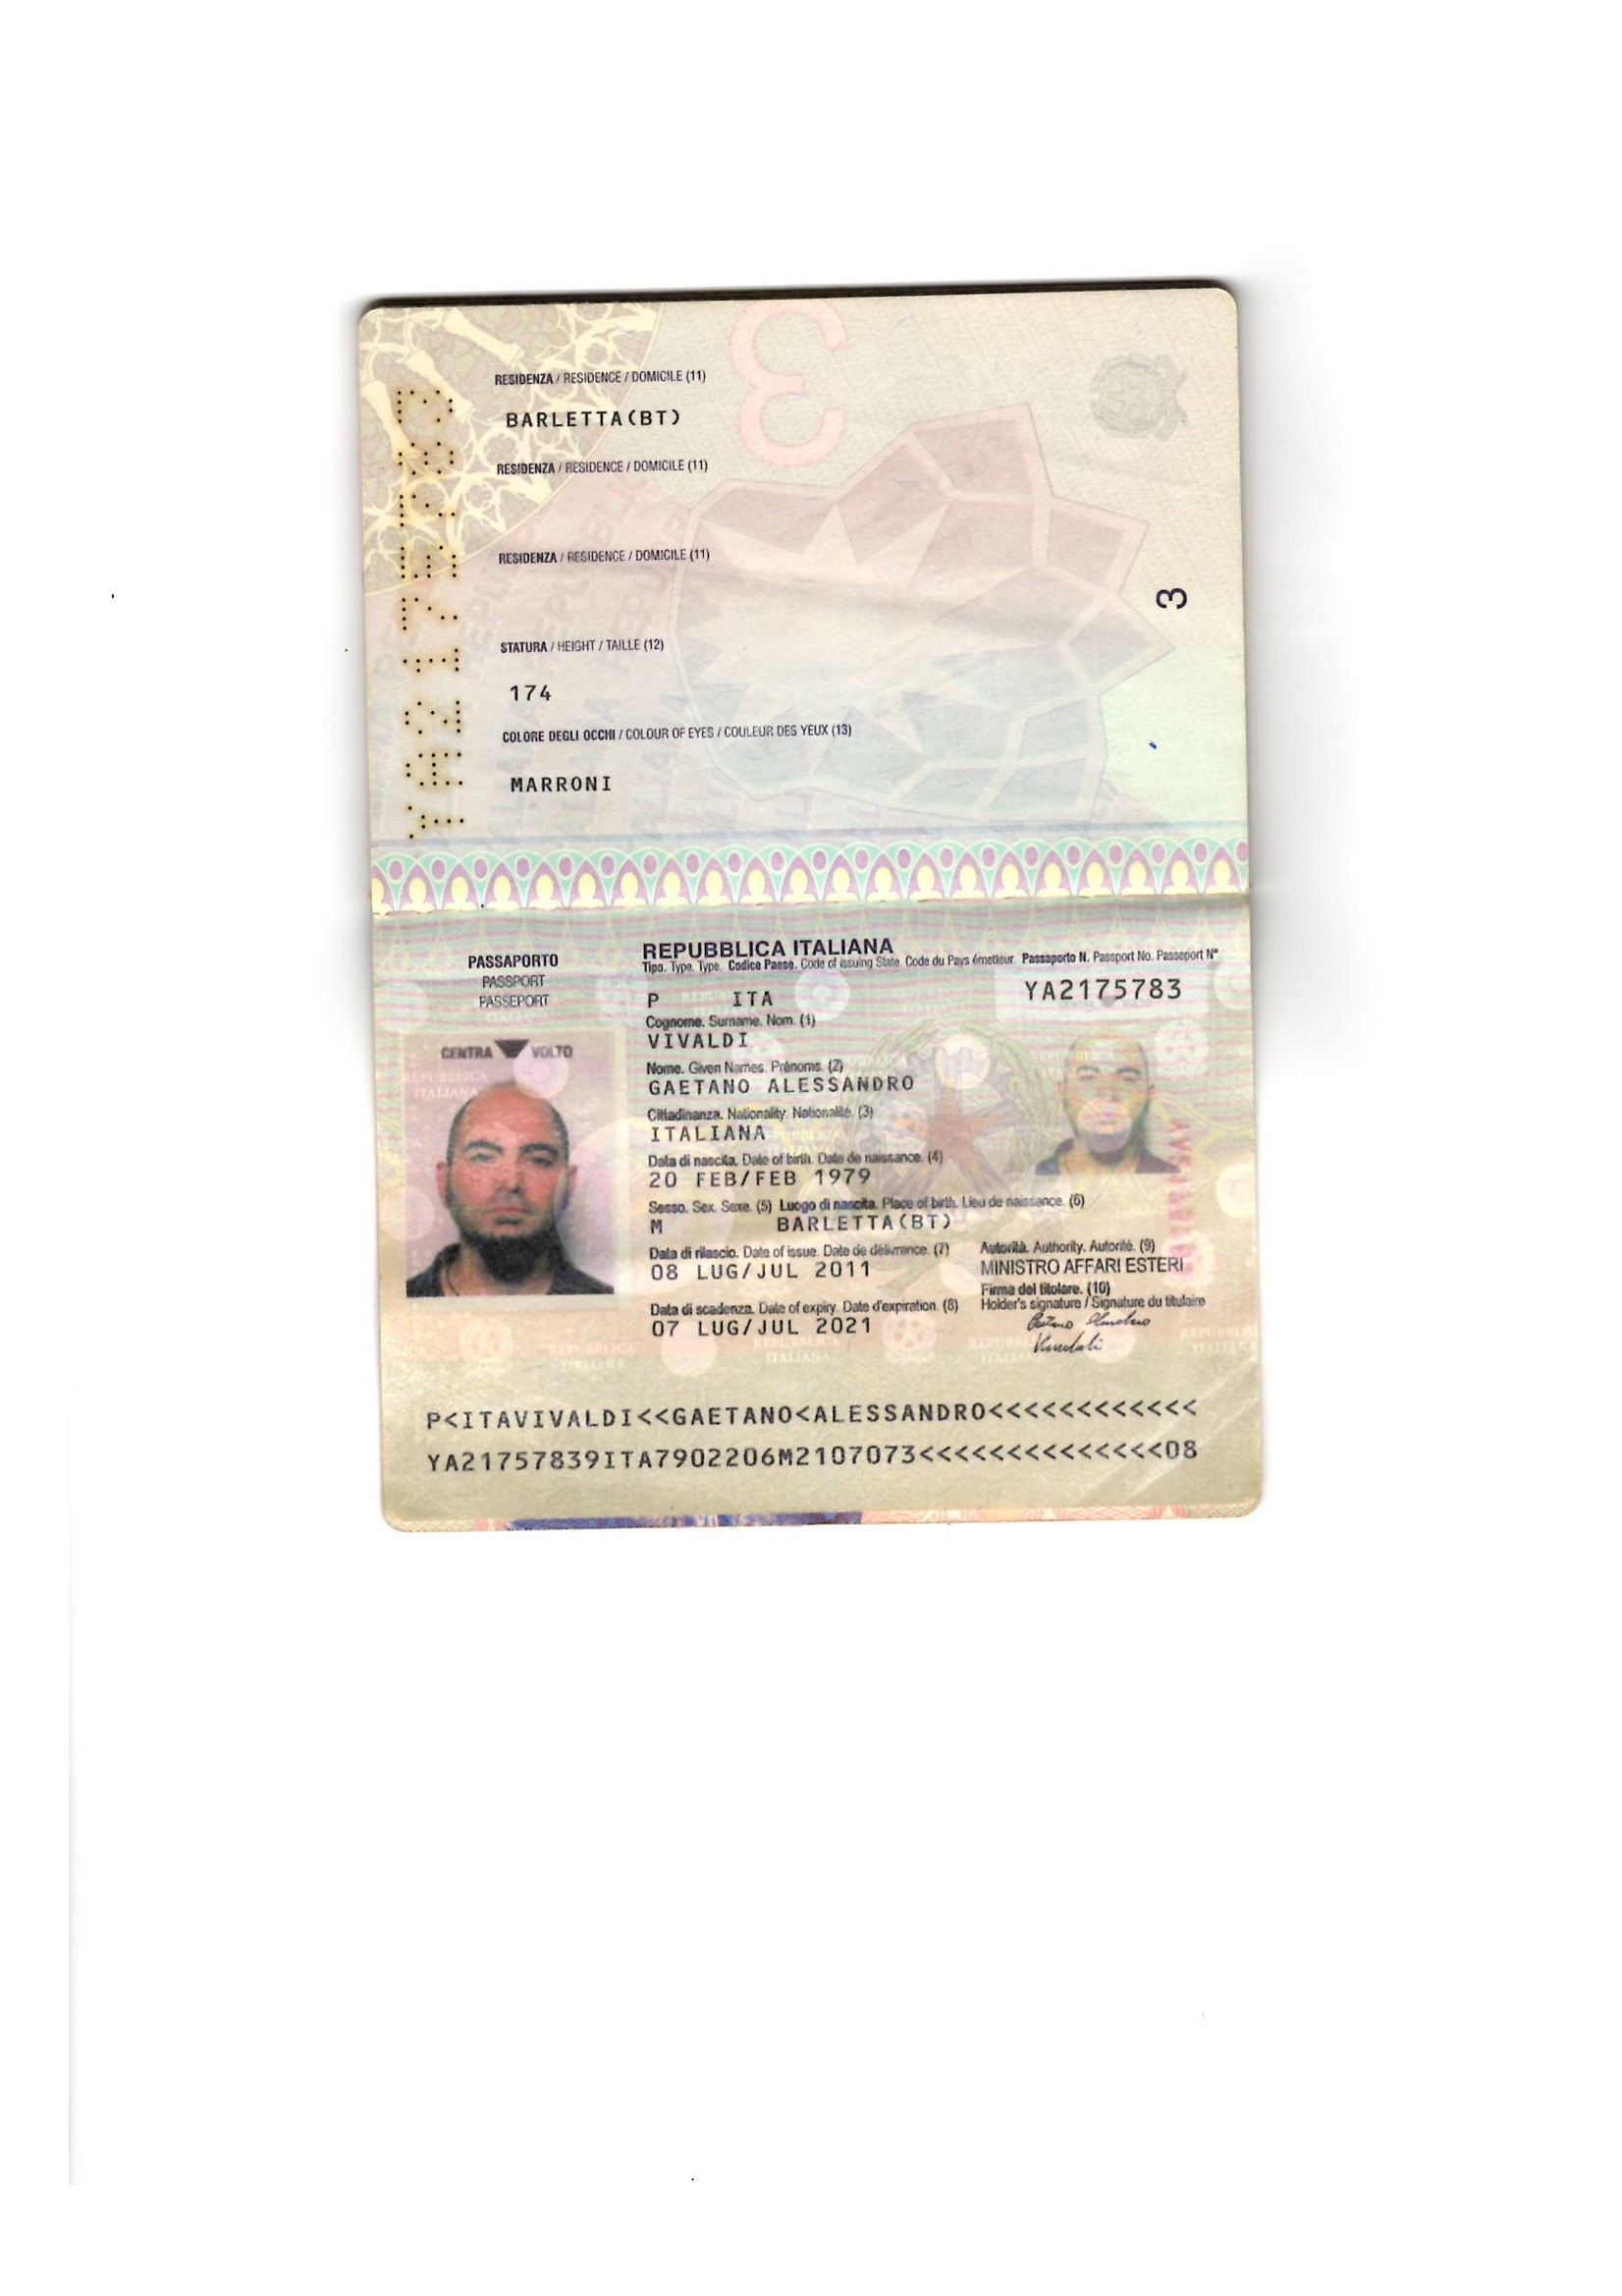 RESIDENZA / RESIDENCE / DOMICILE (11)
BARLETTA(BT)
RESIDENZA / RESIDENCE / DOMICILE (11)
RESIDENZA / RESIDENCE / DOMICILE (11)
STATURA / HEIGHT / TAILLE (12)
174
COLORE DEGLI OCCHI / COLOUR OF EYES / COULEUR DES YEUX (13)
MARRONI
3
3
PASSAPORTO
PASSPORT
PASSEPORT
REPUBBLICA ITALIANA
Tipo. Type. Type. Codice Paese. Code of issuing State. Code du Pays émetteur. Passaporto N. Passport No. Passeport N°
P ITA YA2175783
Cognome. Surname. Nom. (1)
VIVALDI
Nome. Given Names. Prénoms. (2)
GAETANO ALESSANDRO
Cittadinanza. Nationality. Nationalité. (3)
ITALIANA
Data di nascita. Date of birth. Date de naissance. (4)
20 FEB/FEB 1979
Sesso. Sex. Sexe. (5) Luogo di nascita. Place of birth. Lieu de naissance. (6)
M BARLETTA(BT)
Data di rilascio. Date of issue. Date de délivrance. (7) Autorità. Authority. Autorité. (9)
08 LUG/JUL 2011 MINISTRO AFFARI ESTERI
Firma del titolare. (10)
Data di scadenza. Date of expiry. Date d'expiration. (8) Holder's signature / Signature du titulaire
07 LUG/JUL 2021
CENTRA VOLTO
P<ITAVIVALDI<<GAETANO<ALESSANDRO<<<<<<<<<<<<
YA21757839ITA7902206M2107073<<<<<<<<<<<<<<08